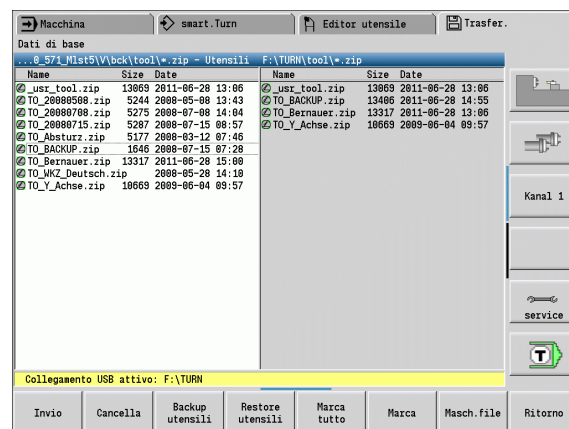 Macchina smart.Turn Editor utensile Trasfer.
Dati di base
...0_571_Mlst5\V\bck\tool\*.zip - Utensili F:\TURN\tool\*.zip
Name Size Date Name Size Date
_usr_tool.zip 13069 2011-06-28 13:06 _usr_tool.zip 13069 2011-06-28 13:06
TO_20080508.zip 5244 2008-05-08 13:43 TO_BACKUP.zip 13406 2011-06-28 14:55
TO_20080708.zip 5275 2008-07-08 14:04 TO_Bernauer.zip 13317 2011-06-28 13:06
TO_20080715.zip 5287 2008-07-15 08:57 TO_Y_Achse.zip 10669 2009-06-04 09:57
TO_Absturz.zip 5177 2008-03-12 07:46
TO_BACKUP.zip 1646 2008-07-15 07:28
TO_Bernauer.zip 13317 2011-06-28 15:00
TO_WKZ_Deutsch.zip 2008-05-28 14:10
TO_Y_Achse.zip 10669 2009-06-04 09:57
Kanal 1
service
T
Collegamento USB attivo: F:\TURN
Invio Cancella Backup utensili Restore utensili Marca tutto Marca Masch.file Ritorno